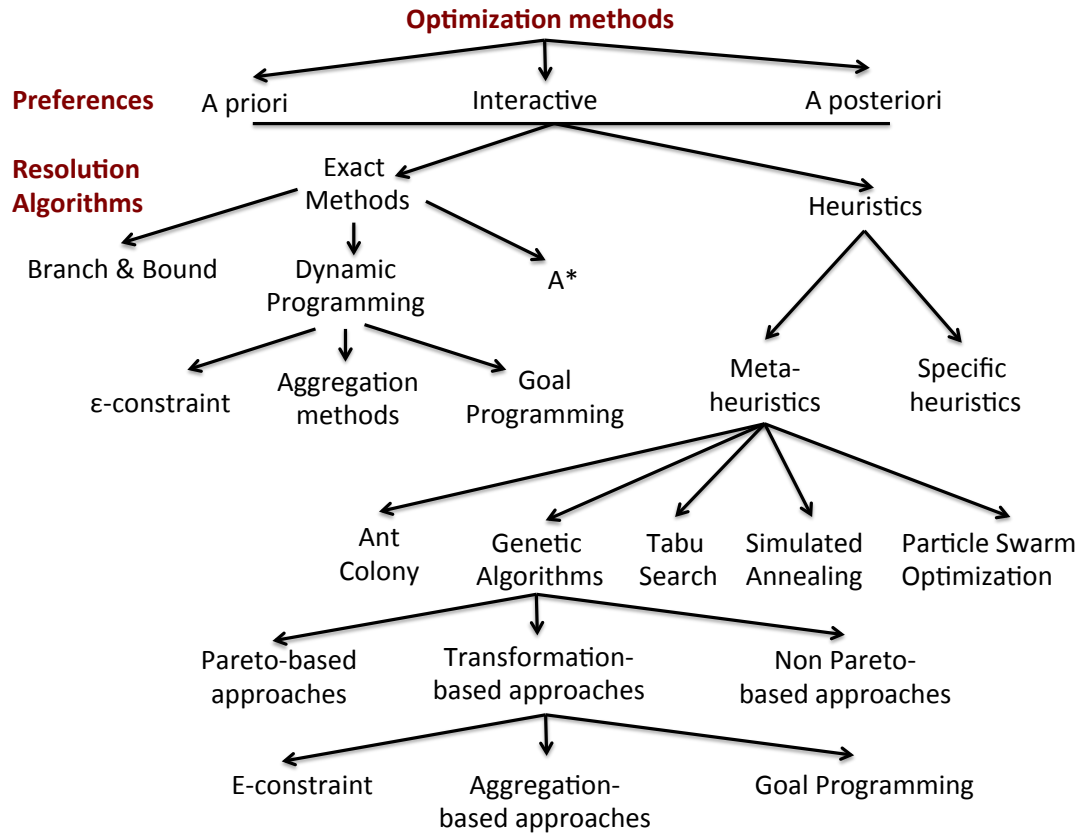 Optimization methods
Preferences
A priori
Interactive
A posteriori
Resolution
Algorithms
Exact
Methods
Heuristics
Branch & Bound
Dynamic
Programming
A*
ε-constraint
Aggregation
methods
Goal
Programming
Meta-
heuristics
Specific
heuristics
Ant
Colony
Genetic
Algorithms
Tabu
Search
Simulated
Annealing
Particle Swarm
Optimization
Pareto-based
approaches
Transformation-
based approaches
Non Pareto-
based approaches
E-constraint
Aggregation-
based approaches
Goal Programming